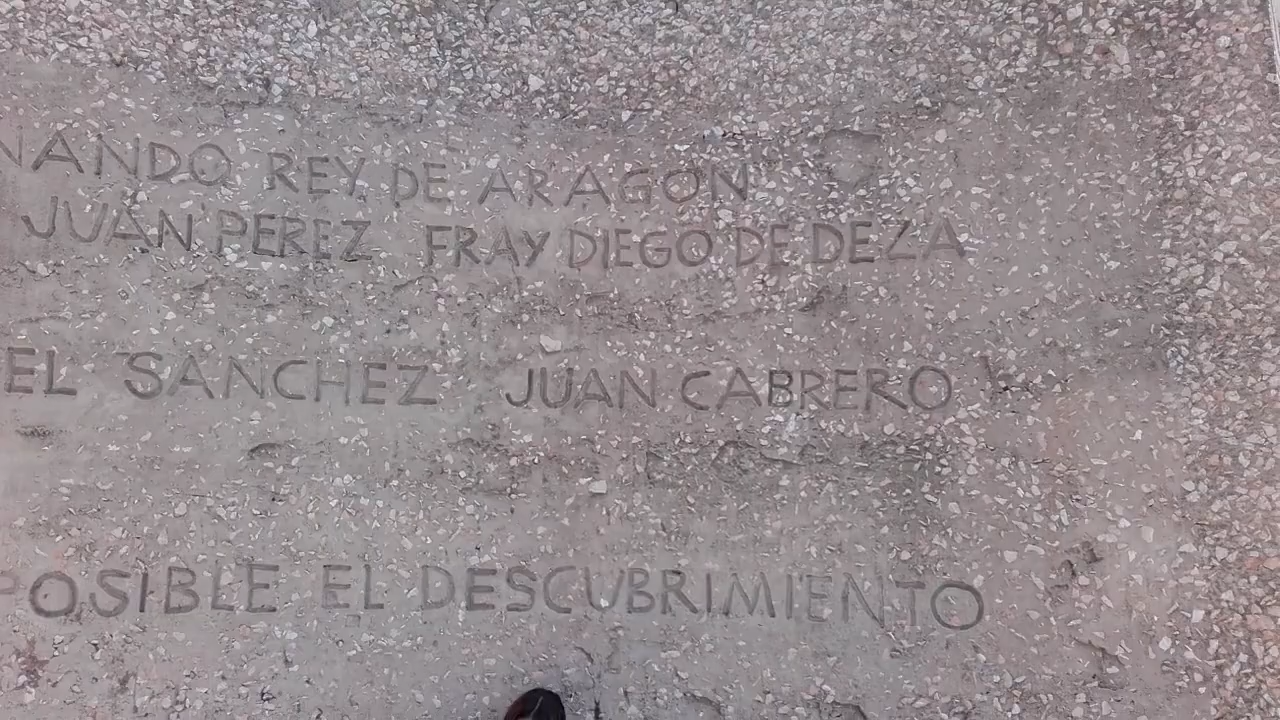 NANDO REY DE ARAGON
JUAN PEREZ FRAY DIEGO DE DEZA
EL SANCHEZ JUAN CABRERO
POSIBLE EL DESCUBRIMIENTO